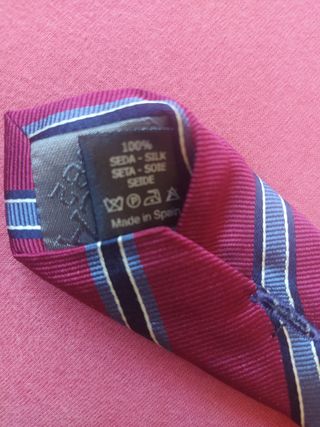 100%
SEDA - SILK
SETA - SOIE
SEIDE
P
Made in Spain